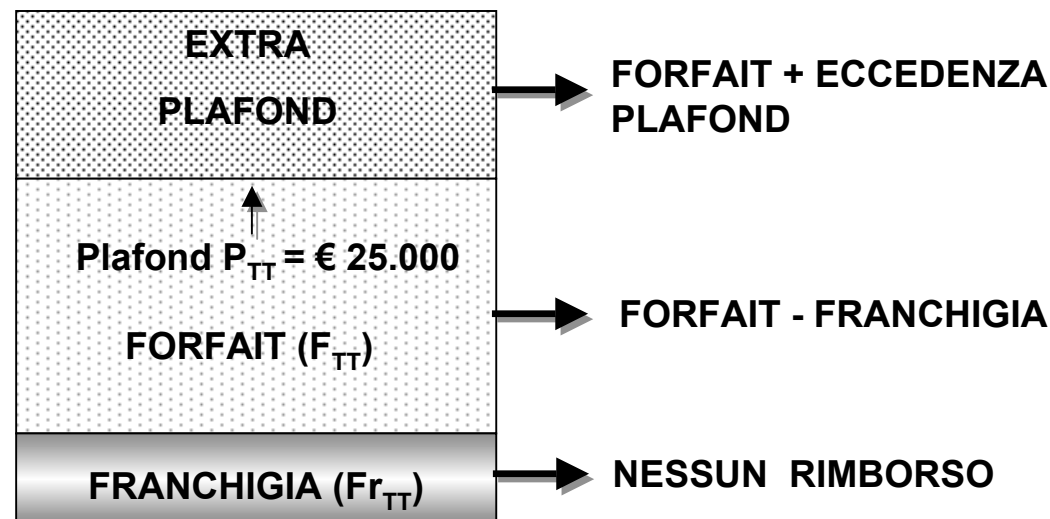 EXTRA
PLAFOND
FORFAIT + ECCEDENZA
PLAFOND
Plafond P_TT = € 25.000
FORFAIT (F_TT)
FORFAIT - FRANCHIGIA
FRANCHIGIA (Fr_TT)
NESSUN RIMBORSO